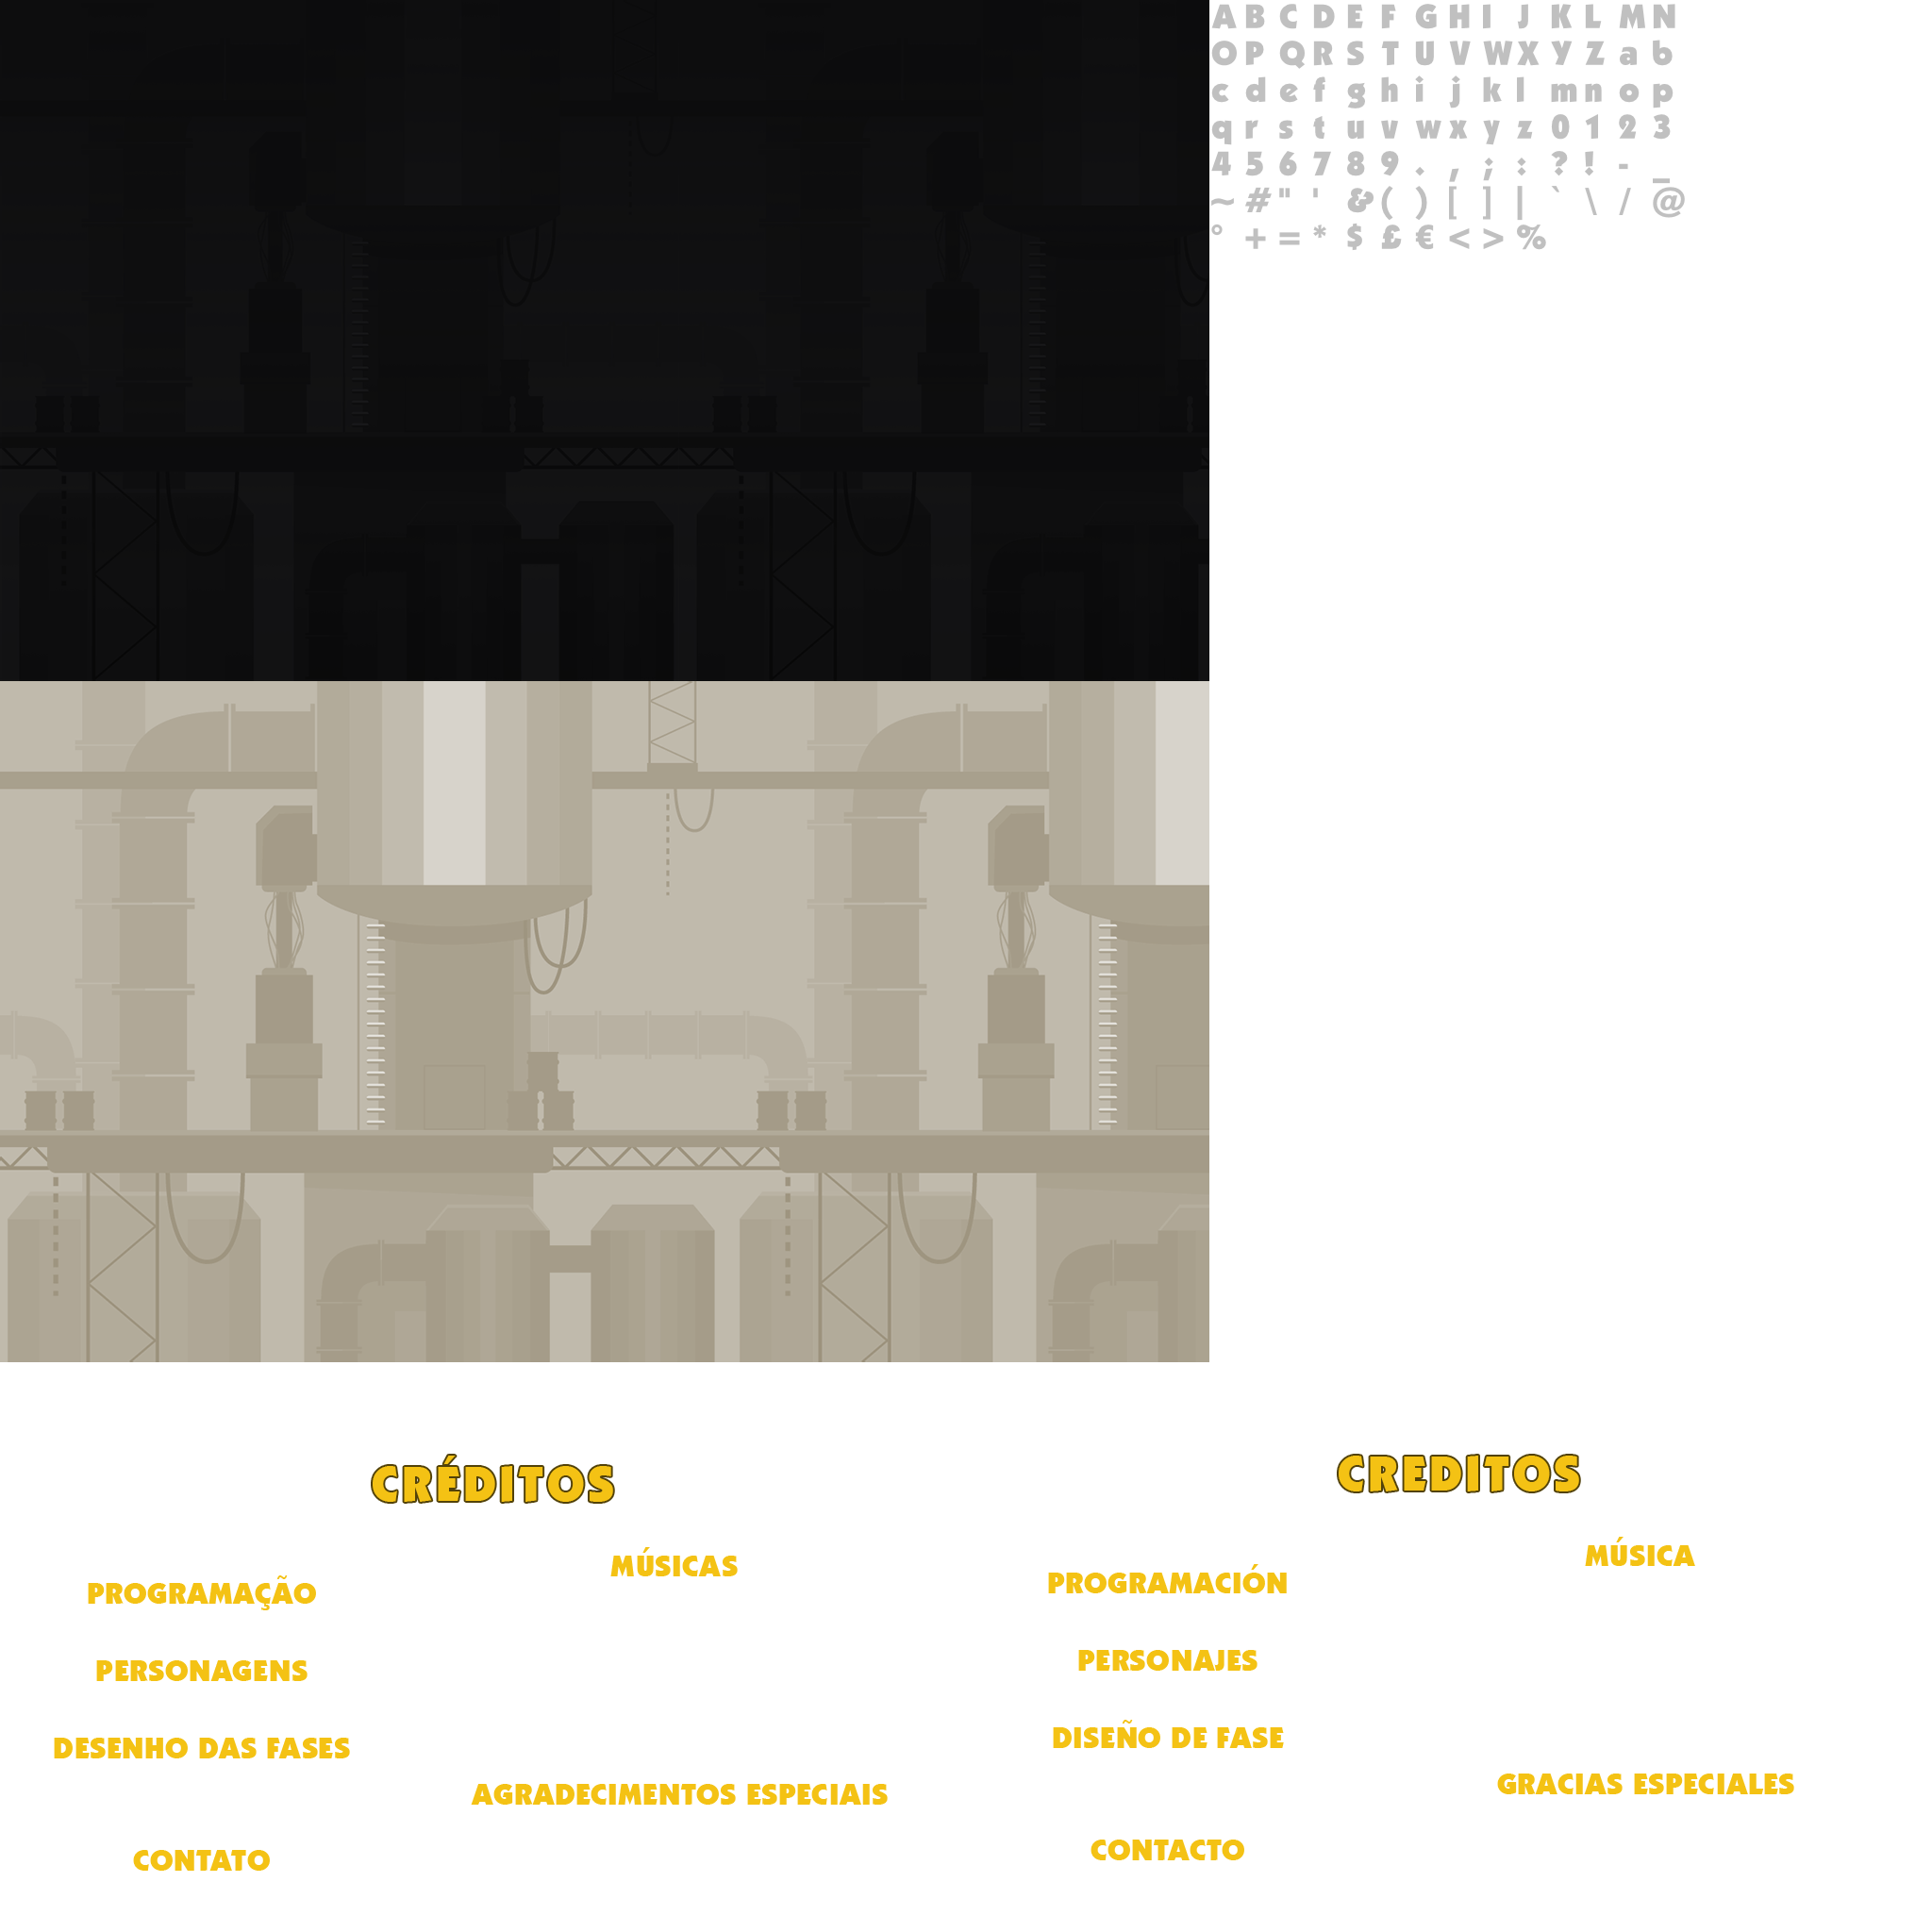 A B C D E F G H I J K L M N
O P Q R S T U V W X Y Z a b
c d e f g h i j k l m n o p
q r s t u v w x y z 0 1 2 3
4 5 6 7 8 9 . , ; : ? ! - _
~ # " ' & ( ) [ ] | ` \ / @
° + = * $ £ € < > %
CRÉDITOS
MÚSICAS
PROGRAMAÇÃO
PERSONAGENS
DESENHO DAS FASES
AGRADECIMENTOS ESPECIAIS
CONTATO
CREDITOS
MÚSICA
PROGRAMACIÓN
PERSONAJES
DISEÑO DE FASE
GRACIAS ESPECIALES
CONTACTO